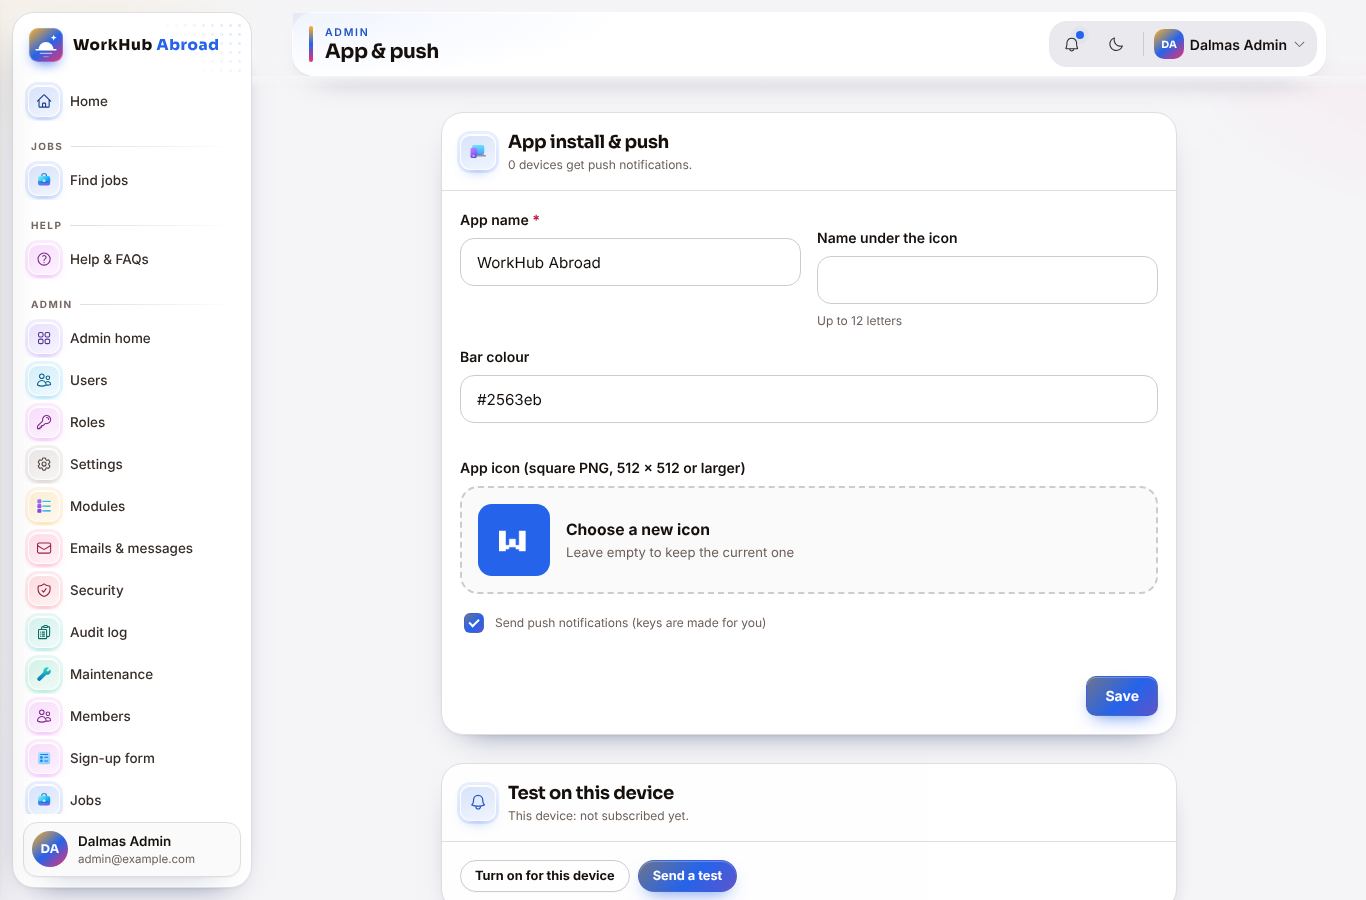 WorkHub Abroad
Home
JOBS
Find jobs
HELP
Help & FAQs
ADMIN
Admin home
Users
Roles
Settings
Modules
Emails & messages
Security
Audit log
Maintenance
Members
Sign-up form
Jobs
DA
Dalmas Admin
admin@example.com
ADMIN
App & push
DA Dalmas Admin
App install & push
0 devices get push notifications.
App name *
WorkHub Abroad
Name under the icon
Up to 12 letters
Bar colour
#2563eb
App icon (square PNG, 512 × 512 or larger)
W
Choose a new icon
Leave empty to keep the current one
Send push notifications (keys are made for you)
Save
Test on this device
This device: not subscribed yet.
Turn on for this device
Send a test